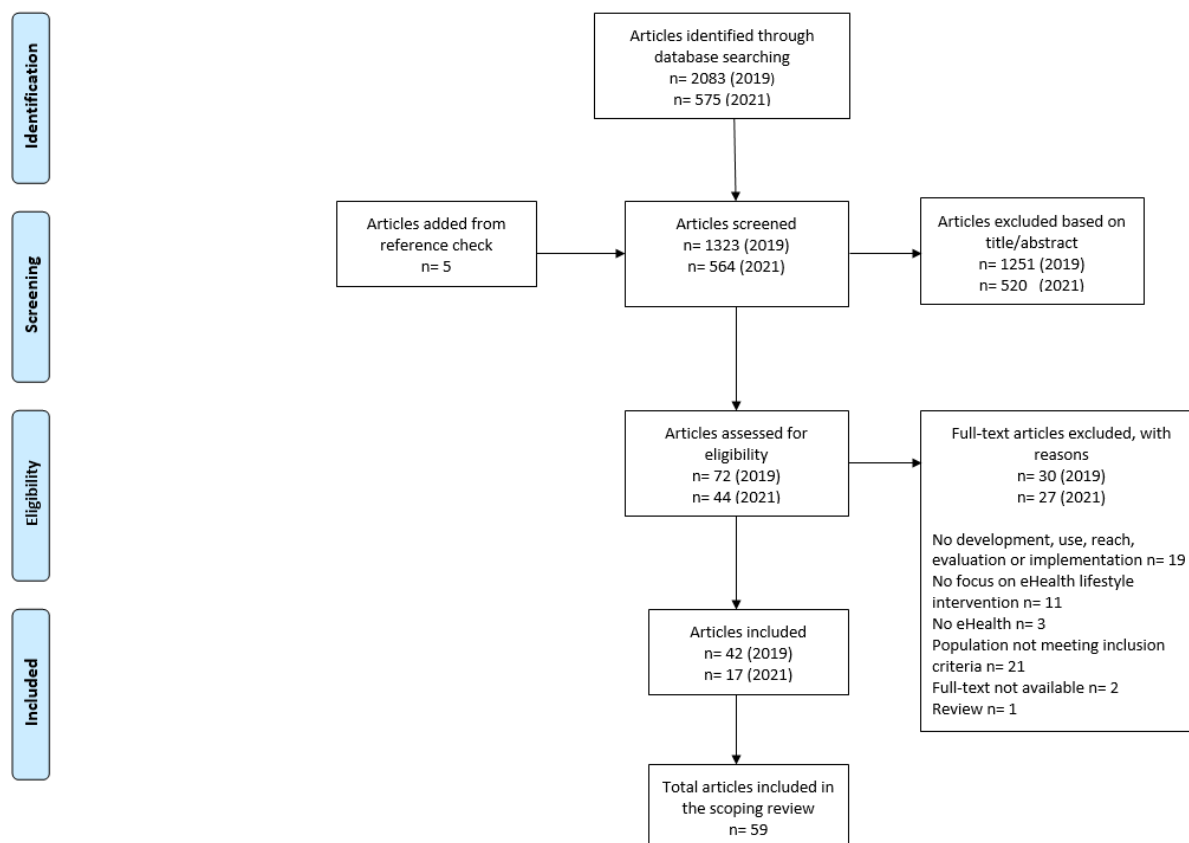 Identification
Articles identified through
database searching
n= 2083 (2019)
n= 575 (2021)
Screening
Articles added from
reference check
n= 5
Articles screened
n= 1323 (2019)
n= 564 (2021)
Articles excluded based on
title/abstract
n= 1251 (2019)
n= 520 (2021)
Eligibility
Articles assessed for
eligibility
n= 72 (2019)
n= 44 (2021)
Full-text articles excluded, with
reasons
n= 30 (2019)
n= 27 (2021)
No development, use, reach,
evaluation or implementation n= 19
No focus on eHealth lifestyle
intervention n= 11
No eHealth n= 3
Population not meeting inclusion
criteria n= 21
Full-text not available n= 2
Review n= 1
Included
Articles included
n= 42 (2019)
n= 17 (2021)
Total articles included in
the scoping review
n= 59